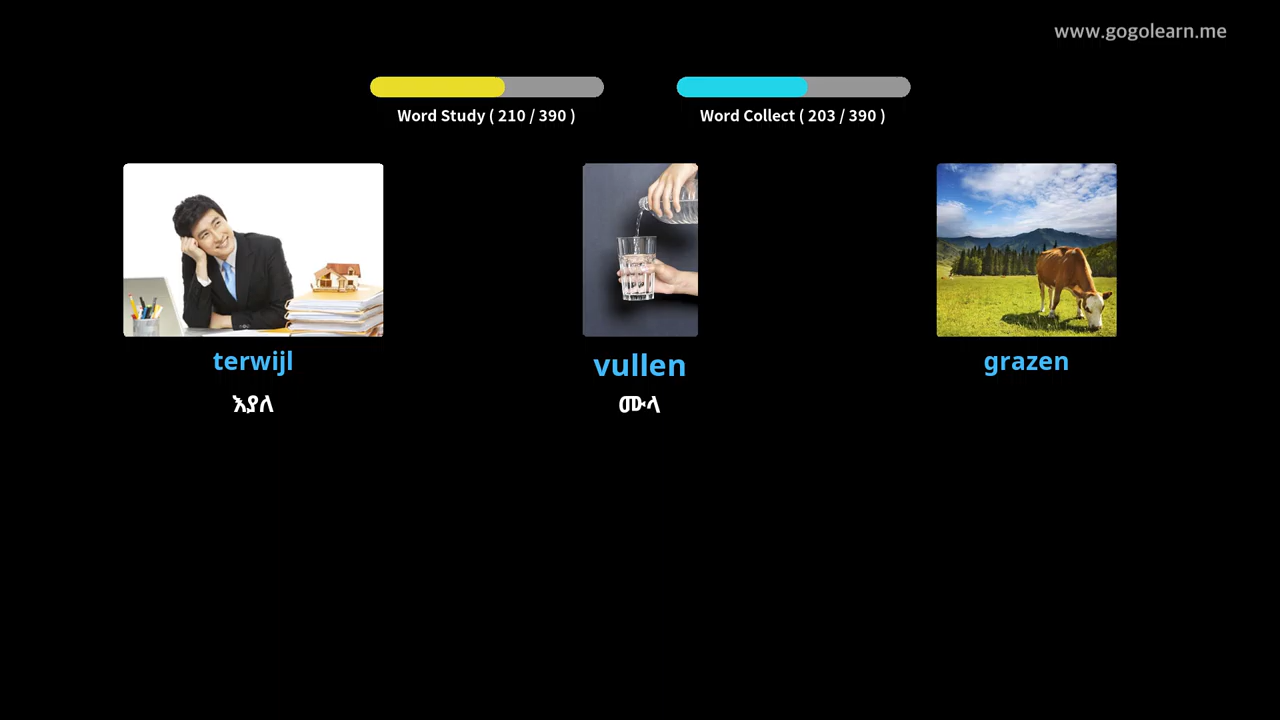 www.gogolearn.me
Word Study ( 210 / 390 )
Word Collect ( 203 / 390 )
terwijl
vullen
grazen
እያለ
ሙላ